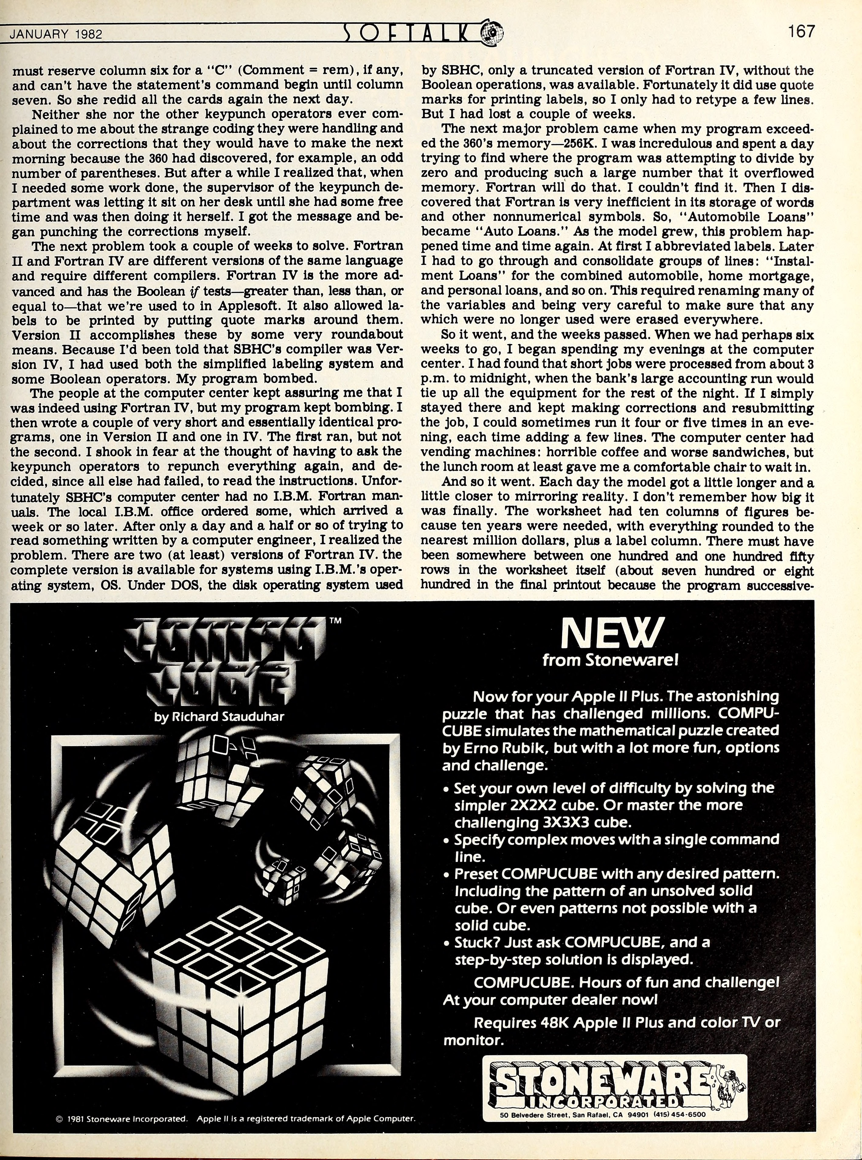 JANUARY 1982
SOFTALK
167
must reserve column six for a "C" (Comment = rem), if any,
and can't have the statement's command begin until column
seven. So she redid all the cards again the next day.
Neither she nor the other keypunch operators ever com-
plained to me about the strange coding they were handling and
about the corrections that they would have to make the next
morning because the 360 had discovered, for example, an odd
number of parentheses. But after a while I realized that, when
I needed some work done, the supervisor of the keypunch de-
partment was letting it sit on her desk until she had some free
time and was then doing it herself. I got the message and be-
gan punching the corrections myself.
The next problem took a couple of weeks to solve. Fortran
II and Fortran IV are different versions of the same language
and require different compilers. Fortran IV is the more ad-
vanced and has the Boolean if tests—greater than, less than, or
equal to—that we're used to in Applesoft. It also allowed la-
bels to be printed by putting quote marks around them.
Version II accomplishes these by some very roundabout
means. Because I'd been told that SBHC's compiler was Ver-
sion IV, I had used both the simplified labeling system and
some Boolean operators. My program bombed.
The people at the computer center kept assuring me that I
was indeed using Fortran IV, but my program kept bombing. I
then wrote a couple of very short and essentially identical pro-
grams, one in Version II and one in IV. The first ran, but not
the second. I shook in fear at the thought of having to ask the
keypunch operators to repunch everything again, and de-
cided, since all else had failed, to read the instructions. Unfor-
tunately SBHC's computer center had no I.B.M. Fortran man-
uals. The local I.B.M. office ordered some, which arrived a
week or so later. After only a day and a half or so of trying to
read something written by a computer engineer, I realized the
problem. There are two (at least) versions of Fortran IV. the
complete version is available for systems using I.B.M.'s oper-
ating system, OS. Under DOS, the disk operating system used
by SBHC, only a truncated version of Fortran IV, without the
Boolean operations, was available. Fortunately it did use quote
marks for printing labels, so I only had to retype a few lines.
But I had lost a couple of weeks.
The next major problem came when my program exceed-
ed the 360's memory—256K. I was incredulous and spent a day
trying to find where the program was attempting to divide by
zero and producing such a large number that it overflowed
memory. Fortran will do that. I couldn't find it. Then I dis-
covered that Fortran is very inefficient in its storage of words
and other nonnumerical symbols. So, "Automobile Loans"
became "Auto Loans." As the model grew, this problem hap-
pened time and time again. At first I abbreviated labels. Later
I had to go through and consolidate groups of lines: "Instal-
ment Loans" for the combined automobile, home mortgage,
and personal loans, and so on. This required renaming many of
the variables and being very careful to make sure that any
which were no longer used were erased everywhere.
So it went, and the weeks passed. When we had perhaps six
weeks to go, I began spending my evenings at the computer
center. I had found that short jobs were processed from about 3
p.m. to midnight, when the bank's large accounting run would
tie up all the equipment for the rest of the night. If I simply
stayed there and kept making corrections and resubmitting
the job, I could sometimes run it four or five times in an eve-
ning, each time adding a few lines. The computer center had
vending machines: horrible coffee and worse sandwiches, but
the lunch room at least gave me a comfortable chair to wait in.
And so it went. Each day the model got a little longer and a
little closer to mirroring reality. I don't remember how big it
was finally. The worksheet had ten columns of figures be-
cause ten years were needed, with everything rounded to the
nearest million dollars, plus a label column. There must have
been somewhere between one hundred and one hundred fifty
rows in the worksheet itself (about seven hundred or eight
hundred in the final printout because the program successive-
COMPU
CUBE
TM
by Richard Stauduhar
© 1981 Stoneware Incorporated. Apple II is a registered trademark of Apple Computer.
NEW
from Stoneware!
Now for your Apple II Plus. The astonishing
puzzle that has challenged millions. COMPU-
CUBE simulates the mathematical puzzle created
by Erno Rubik, but with a lot more fun, options
and challenge.
• Set your own level of difficulty by solving the
simpler 2X2X2 cube. Or master the more
challenging 3X3X3 cube.
• Specify complex moves with a single command
line.
• Preset COMPUCUBE with any desired pattern.
Including the pattern of an unsolved solid
cube. Or even patterns not possible with a
solid cube.
• Stuck? Just ask COMPUCUBE, and a
step-by-step solution is displayed.
COMPUCUBE. Hours of fun and challenge!
At your computer dealer now!
Requires 48K Apple II Plus and color TV or
monitor.
STONEWARE
INCORPORATED
50 Belvedere Street, San Rafael, CA 94901 (415) 454-6500